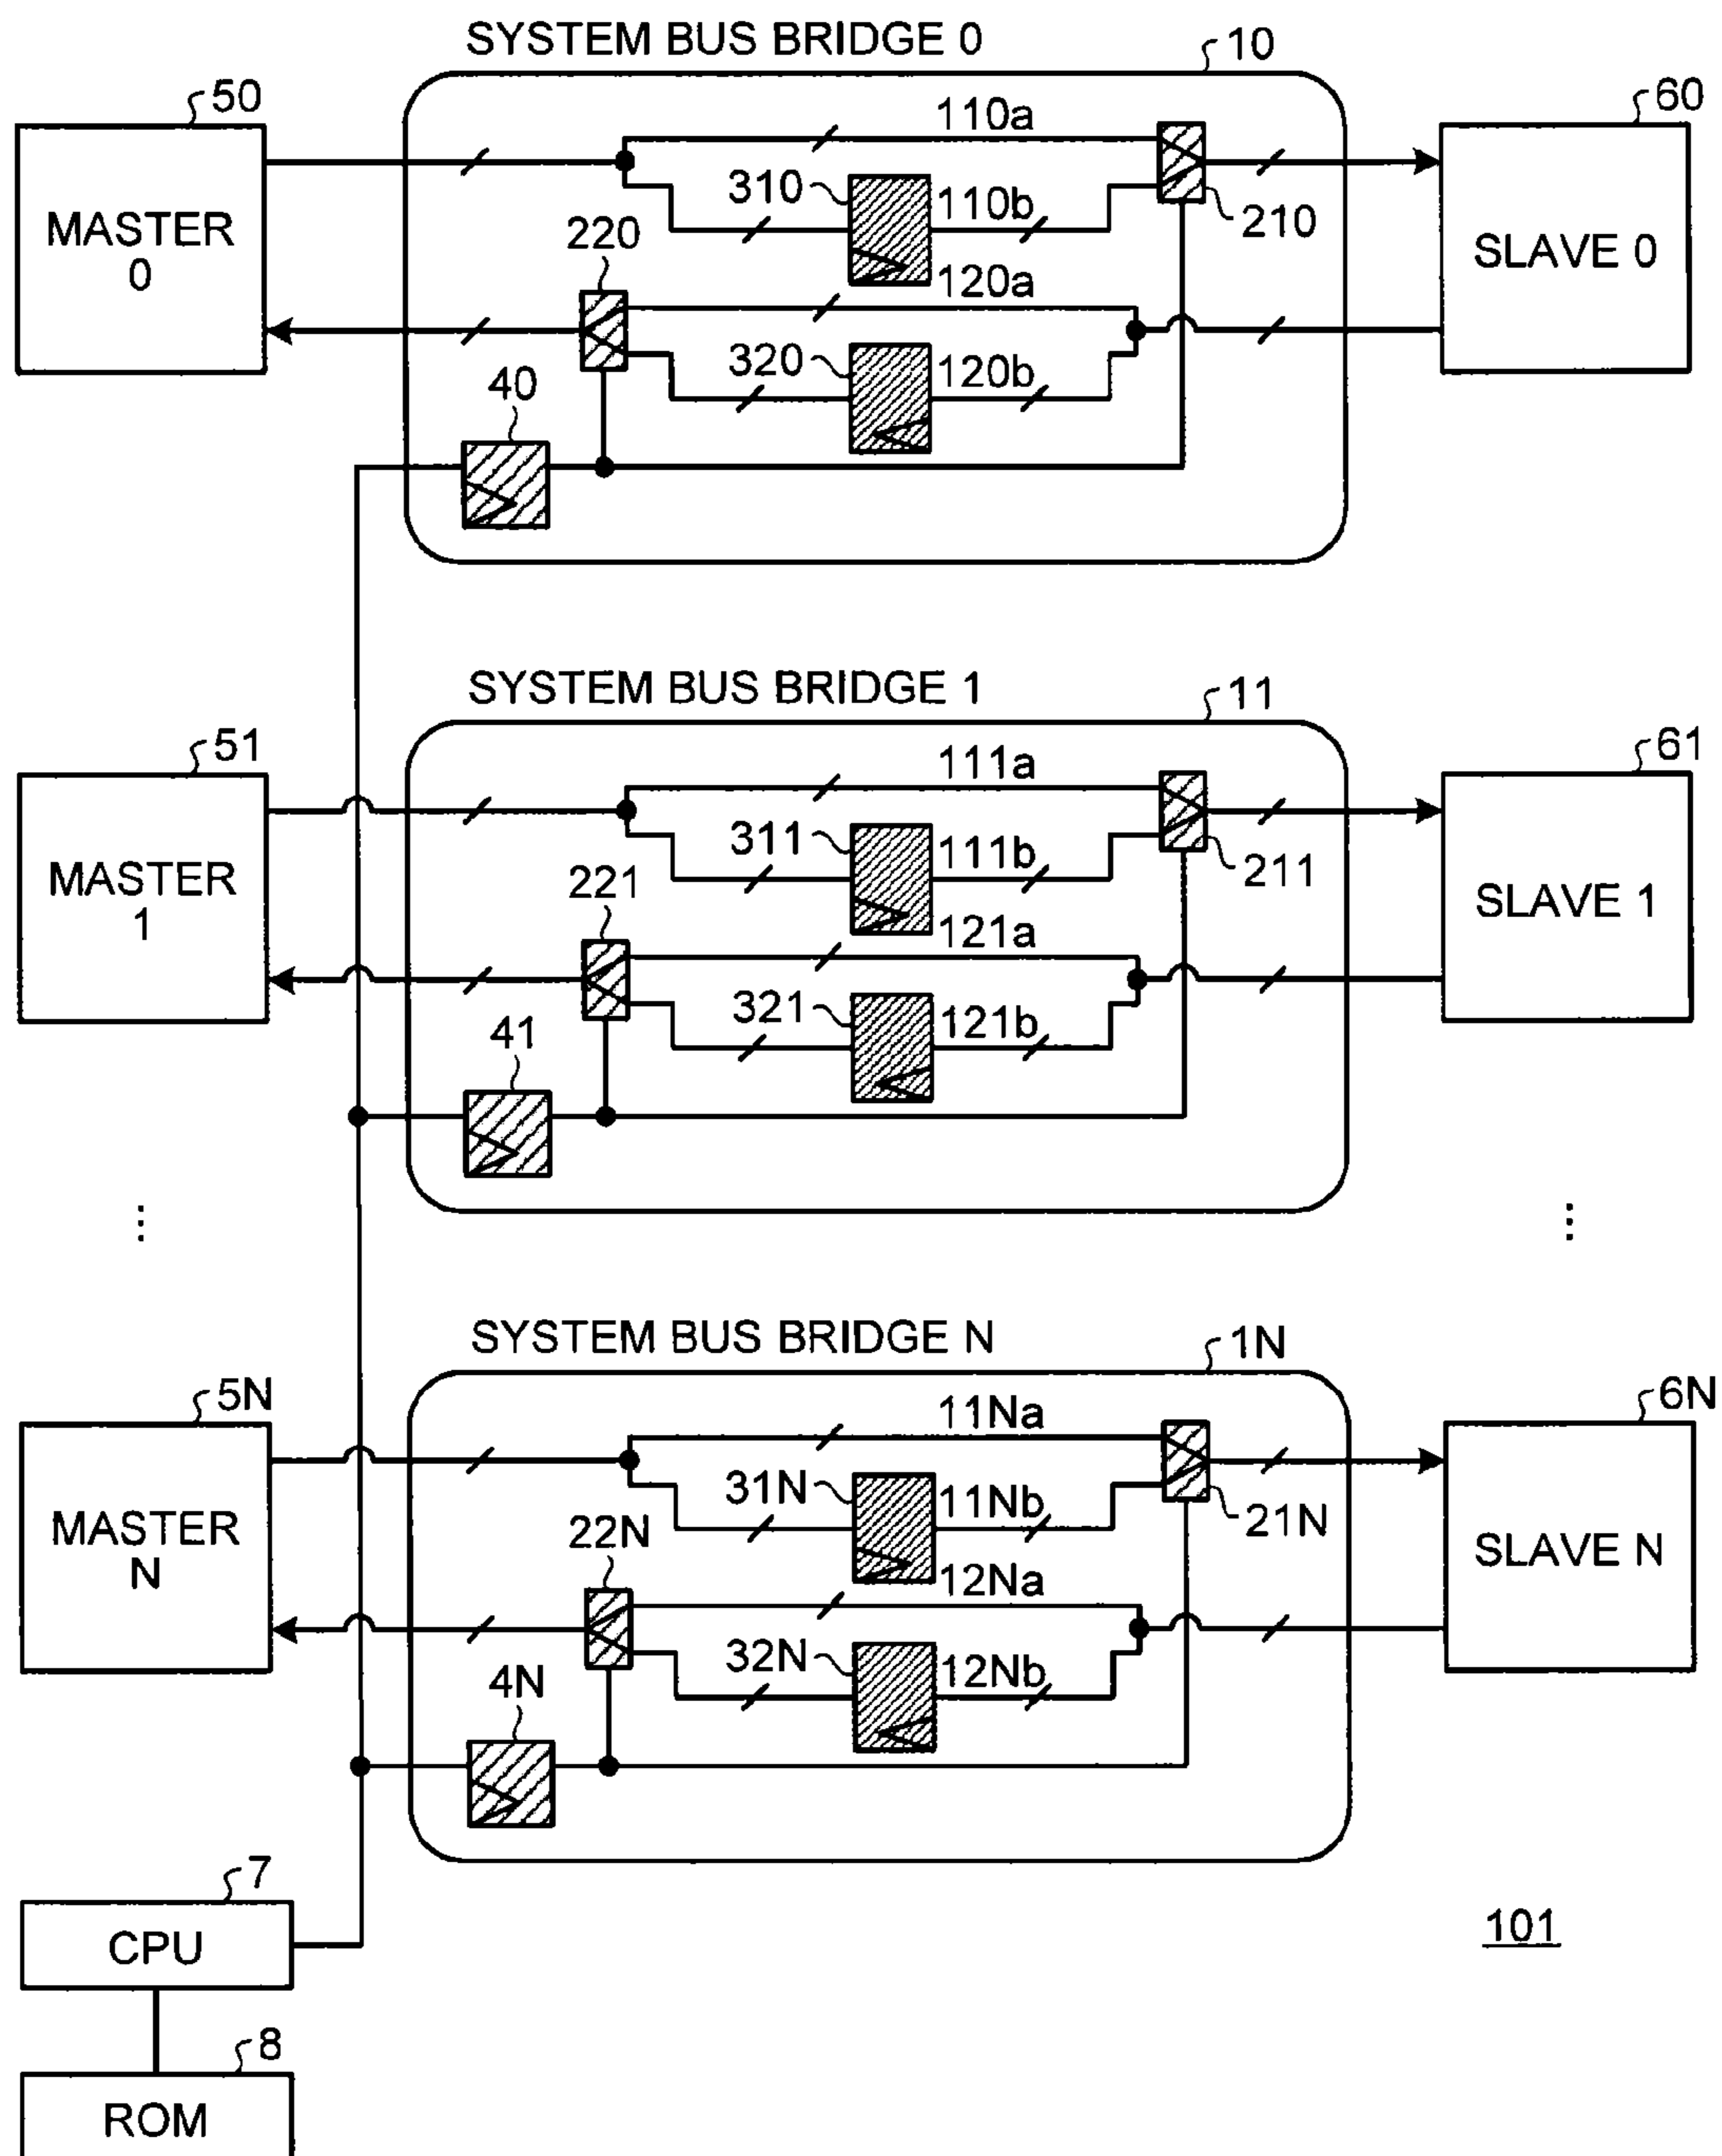 SYSTEM BUS BRIDGE 0
10
50
60
110a
MASTER
0
310
110b
210
SLAVE 0
220
120a
320
120b
40
SYSTEM BUS BRIDGE 1
11
51
61
111a
MASTER
1
311
111b
211
SLAVE 1
221
121a
321
121b
41
⋮
⋮
SYSTEM BUS BRIDGE N
1N
5N
6N
11Na
MASTER
N
31N
11Nb
21N
SLAVE N
22N
12Na
32N
12Nb
4N
7
CPU
101
8
ROM